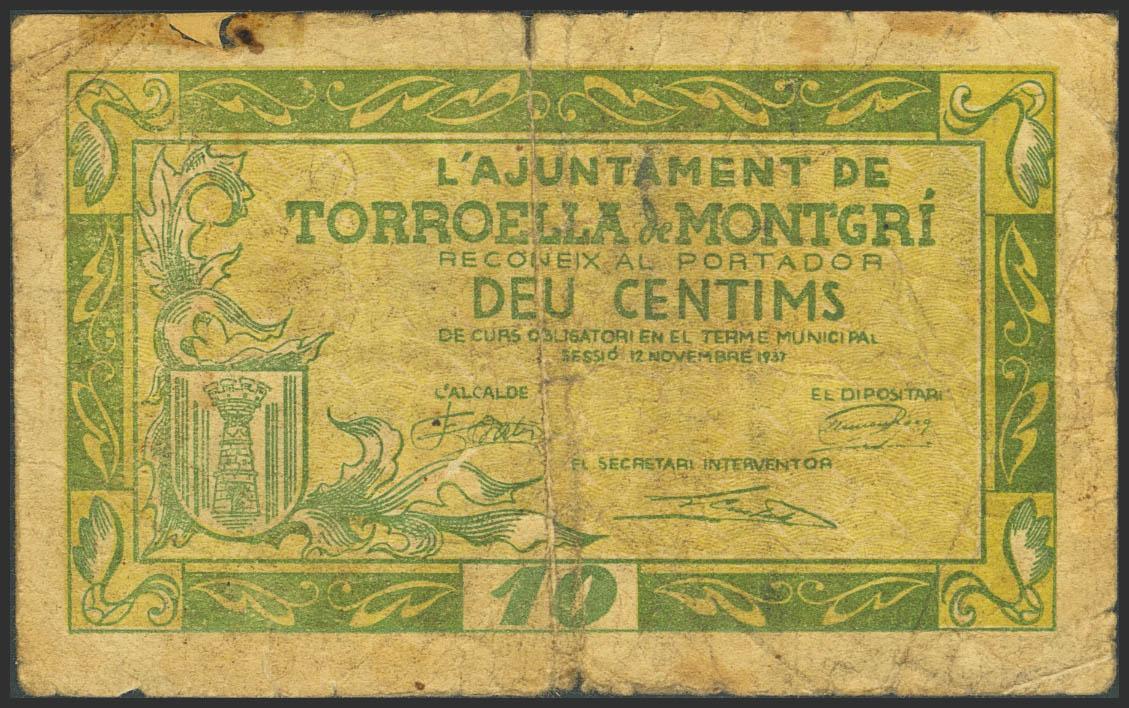 L'AJUNTAMENT DE
TORROELLA de MONTGRÍ
RECONEIX AL PORTADOR
DEU CENTIMS
DE CURS OBLIGATORI EN EL TERME MUNICIPAL
SESSIÓ 12 NOVEMBRE 1937
L'ALCALDE
EL DIPOSITARI
EL SECRETARI INTERVENTOR
10